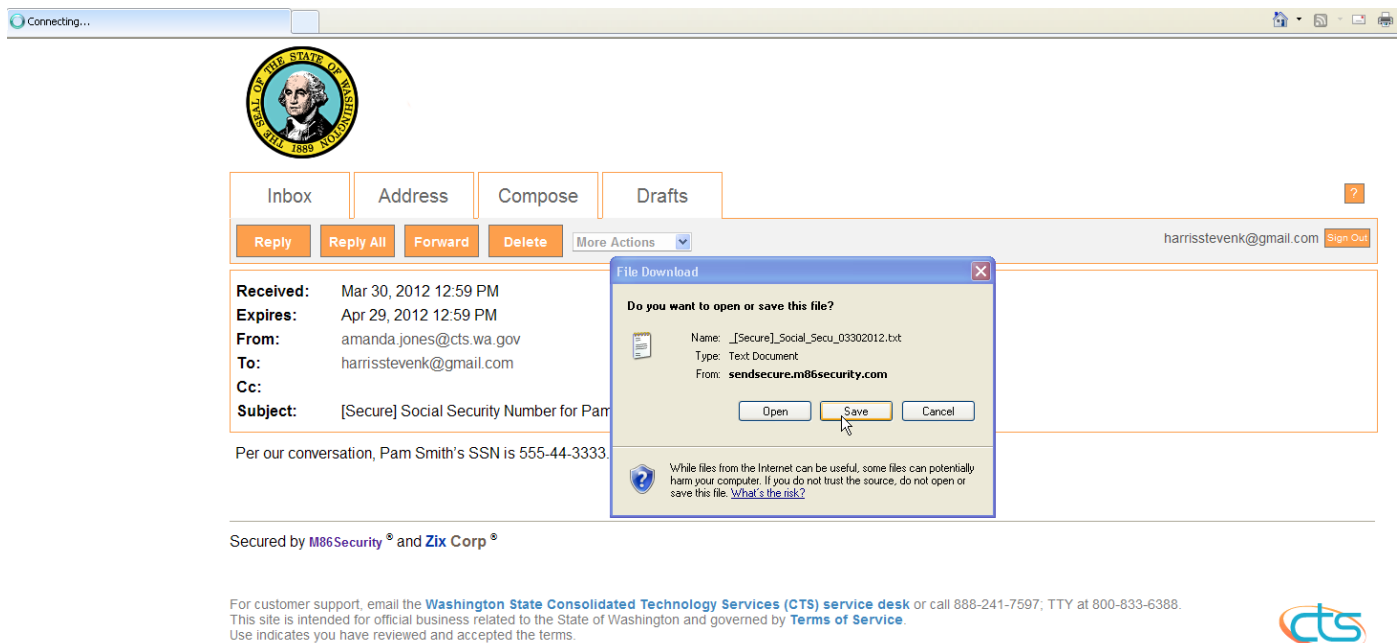 Connecting...
THE SEAL OF THE STATE OF WASHINGTON
1889
Inbox
Address
Compose
Drafts
?
Reply
Reply All
Forward
Delete
More Actions
harrisstevenk@gmail.com
Sign Out
Received: Mar 30, 2012 12:59 PM
Expires: Apr 29, 2012 12:59 PM
From: amanda.jones@cts.wa.gov
To: harrisstevenk@gmail.com
Cc:
Subject: [Secure] Social Security Number for Pam
Per our conversation, Pam Smith's SSN is 555-44-3333.
File Download
Do you want to open or save this file?
Name: _[Secure]_Social_Secu_03302012.txt
Type: Text Document
From: sendsecure.m86security.com
Open
Save
Cancel
While files from the Internet can be useful, some files can potentially
harm your computer. If you do not trust the source, do not open or
save this file. What's the risk?
Secured by M86Security ® and Zix Corp ®
For customer support, email the Washington State Consolidated Technology Services (CTS) service desk or call 888-241-7597; TTY at 800-833-6388.
This site is intended for official business related to the State of Washington and governed by Terms of Service.
Use indicates you have reviewed and accepted the terms.
cts